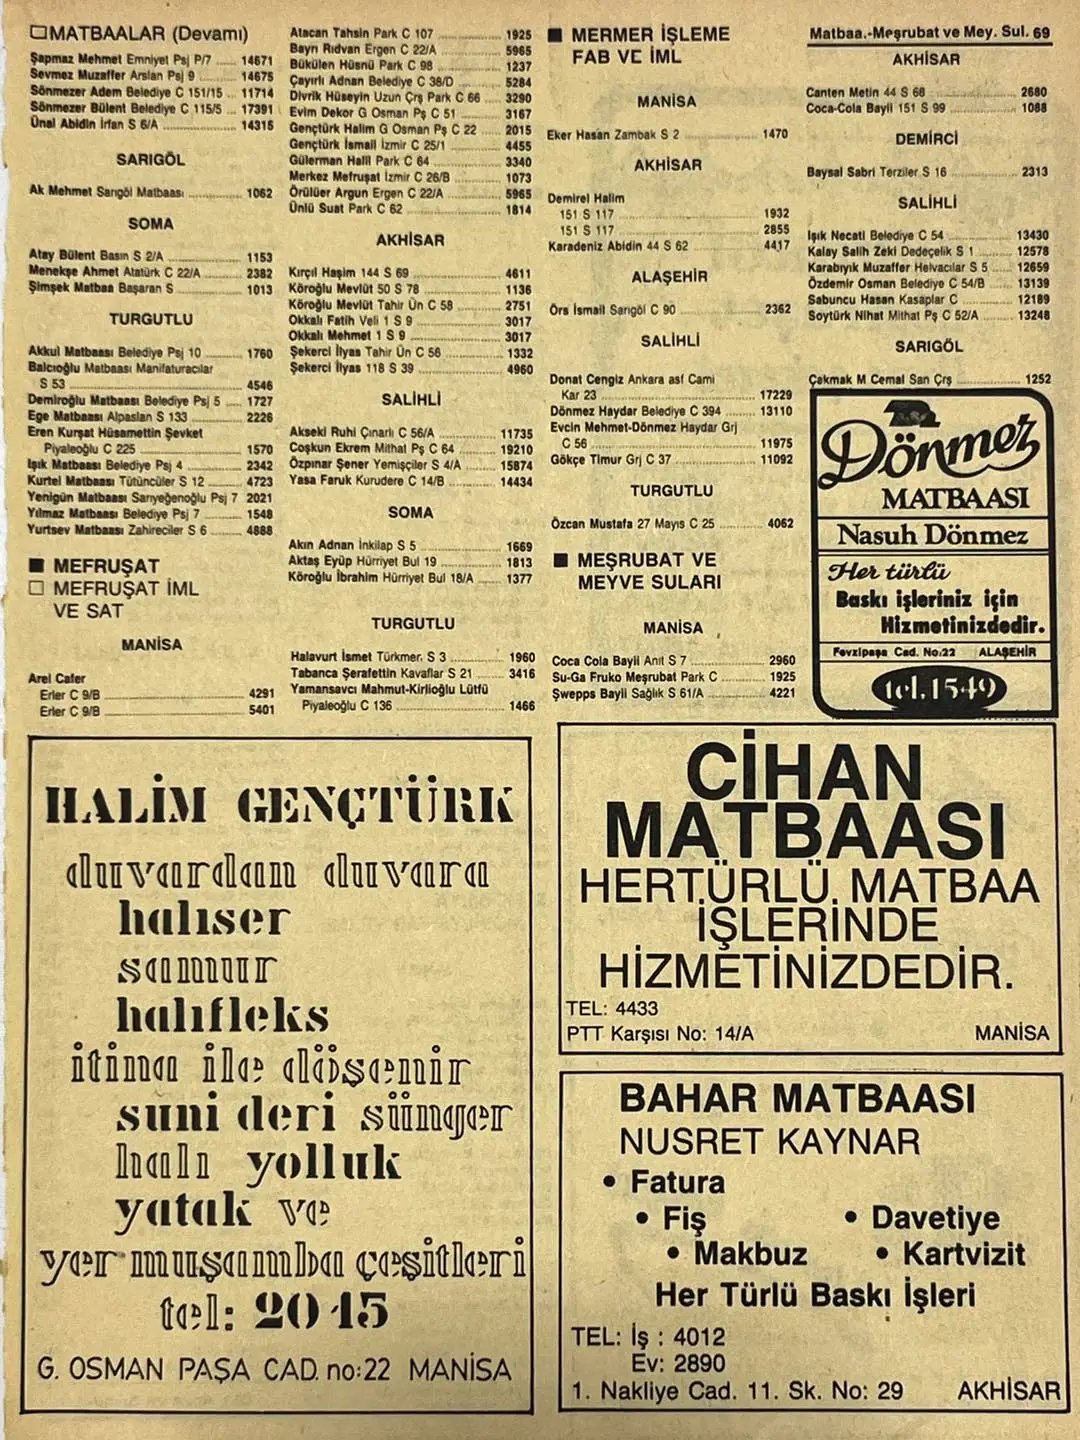 Matbaa.-Meşrubat ve Mey. Sul. 69
☐MATBAALAR (Devamı)
Şapmaz Mehmet Emniyet Psj P/7 14671
Sevmez Muzaffer Arslan Psj 9 14675
Sönmezer Adem Belediye C 151/15 11714
Sönmezer Bülent Belediye C 115/5 17391
Ünal Abidin İrfan S 6/A 14315
SARIGÖL
Ak Mehmet Sarıgöl Matbaası 1062
SOMA
Atay Bülent Basın S 2/A 1153
Menekşe Ahmet Atatürk C 22/A 2382
Şimşek Matbaa Başaran S 1013
TURGUTLU
Akkul Matbaası Belediye Psj 10 1760
Balcıoğlu Matbaası Manifaturacılar
S 53 4546
Demiroğlu Matbaası Belediye Psj 5 1727
Ege Matbaası Alpaslan S 133 2226
Eren Kurşat Hüsamettin Şevket
Piyaleoğlu C 225 1570
Işık Matbaası Belediye Psj 4 2342
Kurtel Matbaası Tütüncüler S 12 4723
Yenigün Matbaası Sarıyeğenoğlu Psj 7 2021
Yılmaz Matbaası Belediye Psj 7 1548
Yurtsev Matbaası Zahireciler S 6 4888
■ MEFRUŞAT
☐ MEFRUŞAT İML
VE SAT
MANİSA
Arel Cafer
Erler C 9/B 4291
Erler C 9/B 5401
Atacan Tahsin Park C 107 1925
Bayrı Rıdvan Ergen C 22/A 5965
Bükülen Hüsnü Park C 98 1237
Çayırlı Adnan Belediye C 38/D 5284
Divrik Hüseyin Uzun Çrş Park C 66 3290
Evim Dekor G Osman Pş C 51 3167
Gençtürk Halim G Osman Pş C 22 2015
Gençtürk İsmail İzmir C 25/1 4455
Gülerman Halil Park C 64 3340
Merkez Mefruşat İzmir C 26/B 1073
Örülüer Argun Ergen C 22/A 5965
Ünlü Suat Park C 62 1814
AKHİSAR
Kırçıl Haşim 144 S 69 4611
Köroğlu Mevlüt 50 S 78 1136
Köroğlu Mevlüt Tahir Ün C 58 2751
Okkalı Fatih Veli 1 S 9 3017
Okkalı Mehmet 1 S 9 3017
Şekerci İlyas Tahir Ün C 56 1332
Şekerci İlyas 118 S 39 4960
SALİHLİ
Akseki Ruhi Çınarlı C 56/A 11735
Coşkun Ekrem Mithat Pş C 64 19210
Özpınar Şener Yemişçiler S 4/A 15874
Yasa Faruk Kurudere C 14/B 14434
SOMA
Akın Adnan İnkilap S 5 1669
Aktaş Eyüp Hürriyet Bul 19 1813
Köroğlu İbrahim Hürriyet Bul 18/A 1377
TURGUTLU
Halavurt İsmet Türkmer. S 3 1960
Tabanca Şerafettin Kavaflar S 21 3416
Yamansavcı Mahmut-Kirlioğlu Lütfü
Piyaleoğlu C 136 1466
■ MERMER İŞLEME
FAB VE İML
MANİSA
Eker Hasan Zambak S 2 1470
AKHİSAR
Demirel Halim
151 S 117 1932
151 S 117 2855
Karadeniz Abidin 44 S 62 4417
ALAŞEHİR
Örs İsmail Sarıgöl C 90 2362
SALİHLİ
Donat Cengiz Ankara asf Cami
Kar 23 17229
Dönmez Haydar Belediye C 394 13110
Evcin Mehmet-Dönmez Haydar Grj
C 56 11975
Gökçe Timur Grj C 37 11092
TURGUTLU
Özcan Mustafa 27 Mayıs C 25 4062
■ MEŞRUBAT VE
MEYVE SULARI
MANİSA
Coca Cola Bayii Anıt S 7 2960
Su-Ga Fruko Meşrubat Park C 1925
Şwepps Bayii Sağlık S 61/A 4221
AKHİSAR
Canten Metin 44 S 68 2680
Coca-Cola Bayii 151 S 99 1088
DEMİRCİ
Baysal Sabri Terziler S 16 2313
SALİHLİ
Işık Necati Belediye C 54 13430
Kalay Salih Zeki Dedeçelik S 1 12578
Karabıyık Muzaffer Helvacılar S 5 12659
Özdemir Osman Belediye C 54/B 13139
Sabuncu Hasan Kasaplar C 12189
Soytürk Nihat Mithat Pş C 52/A 13248
SARIGÖL
Çakmak M Cemal San Çrş 1252
Dönmez
MATBAASI
Nasuh Dönmez
Her türlü
Baskı işleriniz için
Hizmetinizdedir.
Fevzipaşa Cad. No:22 ALAŞEHİR
tel.1549
HALİM GENÇTÜRK
duvardan duvara
halıser
samur
halıfleks
itina ile döşenir
suni deri sünger
halı yolluk
yatak ve
yer muşamba çeşitleri
tel: 2015
G. OSMAN PAŞA CAD. no:22 MANİSA
CİHAN
MATBAASI
HERTÜRLÜ MATBAA
İŞLERİNDE
HİZMETİNİZDEDİR.
TEL: 4433
PTT Karşısı No: 14/A MANİSA
BAHAR MATBAASI
NUSRET KAYNAR
• Fatura
• Fiş • Davetiye
• Makbuz • Kartvizit
Her Türlü Baskı İşleri
TEL: İş : 4012
Ev: 2890
1. Nakliye Cad. 11. Sk. No: 29 AKHİSAR